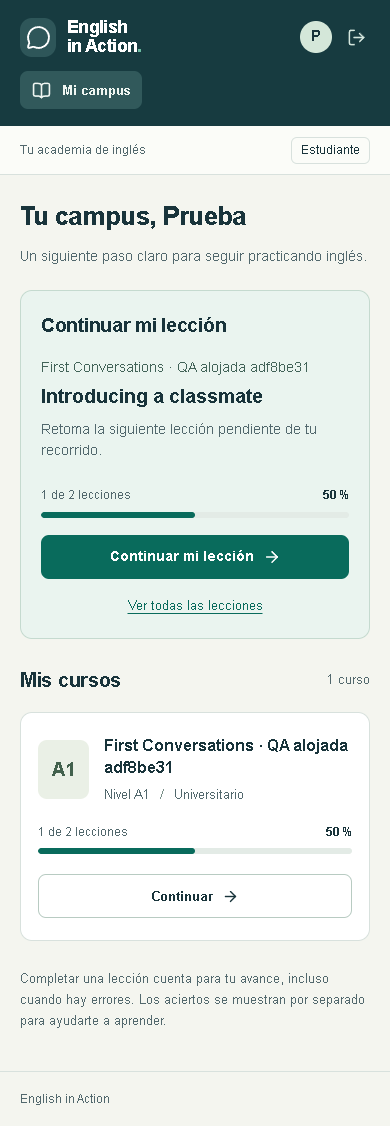 English
in Action.
P
Mi campus
Tu academia de inglés
Estudiante
Tu campus, Prueba
Un siguiente paso claro para seguir practicando inglés.
Continuar mi lección
First Conversations · QA alojada adf8be31
Introducing a classmate
Retoma la siguiente lección pendiente de tu
recorrido.
1 de 2 lecciones
50 %
Continuar mi lección →
Ver todas las lecciones
Mis cursos
1 curso
A1
First Conversations · QA alojada
adf8be31
Nivel A1 / Universitario
1 de 2 lecciones
50 %
Continuar →
Completar una lección cuenta para tu avance, incluso
cuando hay errores. Los aciertos se muestran por separado
para ayudarte a aprender.
English in Action